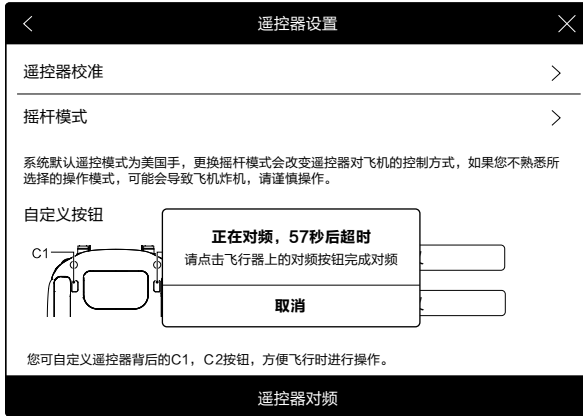 遥控器设置
遥控器校准
摇杆模式
系统默认遥控模式为美国手，更换摇杆模式会改变遥控器对飞机的控制方式，如果您不熟悉所
选择的操作模式，可能会导致飞机炸机，请谨慎操作。
自定义按钮
C1
正在对频，57秒后超时
请点击飞行器上的对频按钮完成对频
取消
您可自定义遥控器背后的C1，C2按钮，方便飞行时进行操作。
遥控器对频